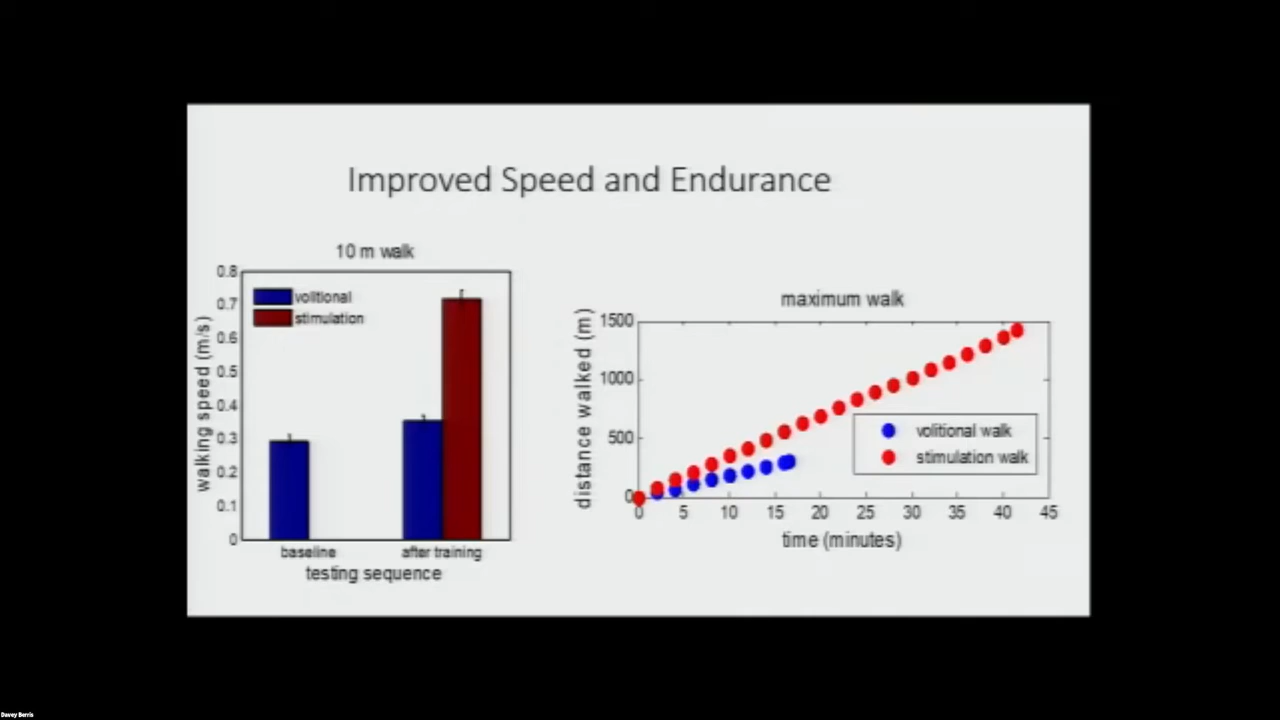 Improved Speed and Endurance
10 m walk
0.8
0.7
0.6
0.5
0.4
0.3
0.2
0.1
0
walking speed (m/s)
volitional
stimulation
baseline
after training
testing sequence
maximum walk
1500
1000
500
0
distance walked (m)
volitional walk
stimulation walk
0 5 10 15 20 25 30 35 40 45
time (minutes)
Davey Berris